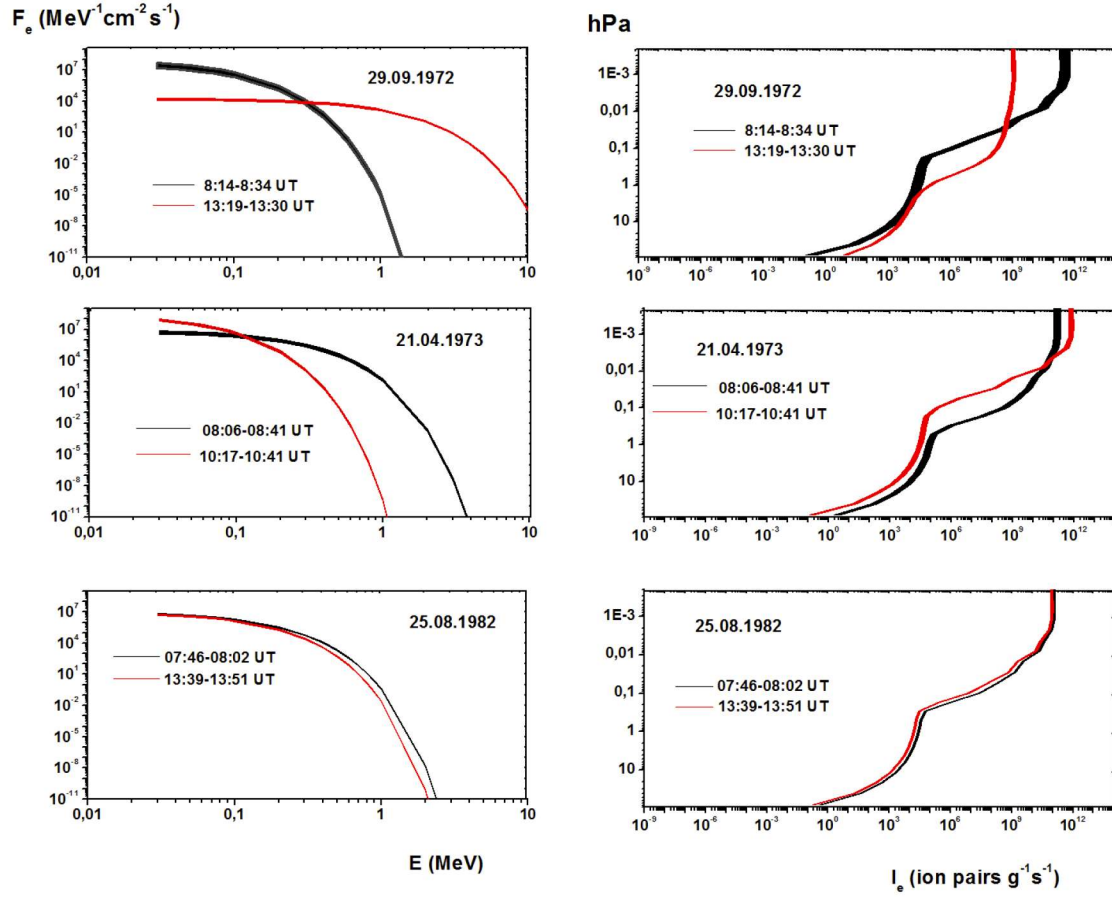 F_e (MeV^-1 cm^-2 s^-1)
hPa
10^7
10^4
10^1
10^-2
10^-5
10^-8
10^-11
29.09.1972
8:14-8:34 UT
13:19-13:30 UT
0,01 0,1 1 10
1E-3
0,01
0,1
1
10
29.09.1972
8:14-8:34 UT
13:19-13:30 UT
10^-9 10^-6 10^-3 10^0 10^3 10^6 10^9 10^12
10^7
10^4
10^1
10^-2
10^-5
10^-8
10^-11
21.04.1973
08:06-08:41 UT
10:17-10:41 UT
0,01 0,1 1 10
1E-3
0,01
0,1
1
10
21.04.1973
08:06-08:41 UT
10:17-10:41 UT
10^-9 10^-6 10^-3 10^0 10^3 10^6 10^9 10^12
10^7
10^4
10^1
10^-2
10^-5
10^-8
10^-11
25.08.1982
07:46-08:02 UT
13:39-13:51 UT
0,01 0,1 1 10
1E-3
0,01
0,1
1
10
25.08.1982
07:46-08:02 UT
13:39-13:51 UT
10^-9 10^-6 10^-3 10^0 10^3 10^6 10^9 10^12
E (MeV)
I_e (ion pairs g^-1 s^-1)